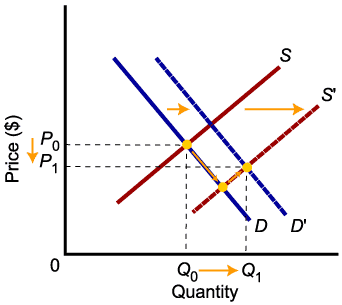 S
S'
Price ($)
P0
P1
D
D'
0
Q0
Q1
Quantity